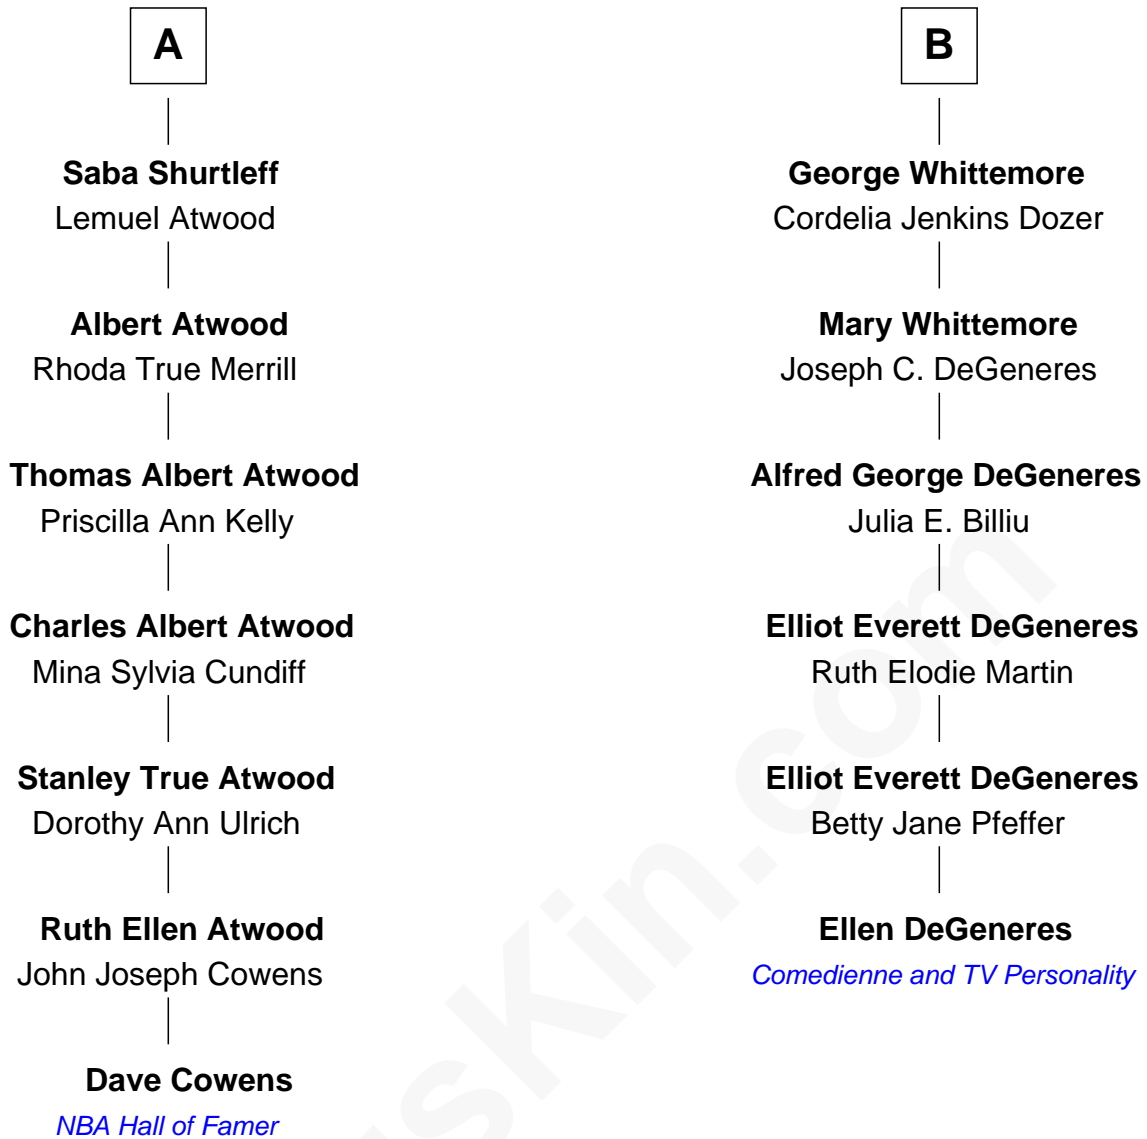 A
Saba Shurtleff
Lemuel Atwood
Albert Atwood
Rhoda True Merrill
Thomas Albert Atwood
Priscilla Ann Kelly
Charles Albert Atwood
Mina Sylvia Cundiff
Stanley True Atwood
Dorothy Ann Ulrich
Ruth Ellen Atwood
John Joseph Cowens
Dave Cowens
NBA Hall of Famer
B
George Whittemore
Cordelia Jenkins Dozer
Mary Whittemore
Joseph C. DeGeneres
Alfred George DeGeneres
Julia E. Billiu
Elliot Everett DeGeneres
Ruth Elodie Martin
Elliot Everett DeGeneres
Betty Jane Pfeffer
Ellen DeGeneres
Comedienne and TV Personality